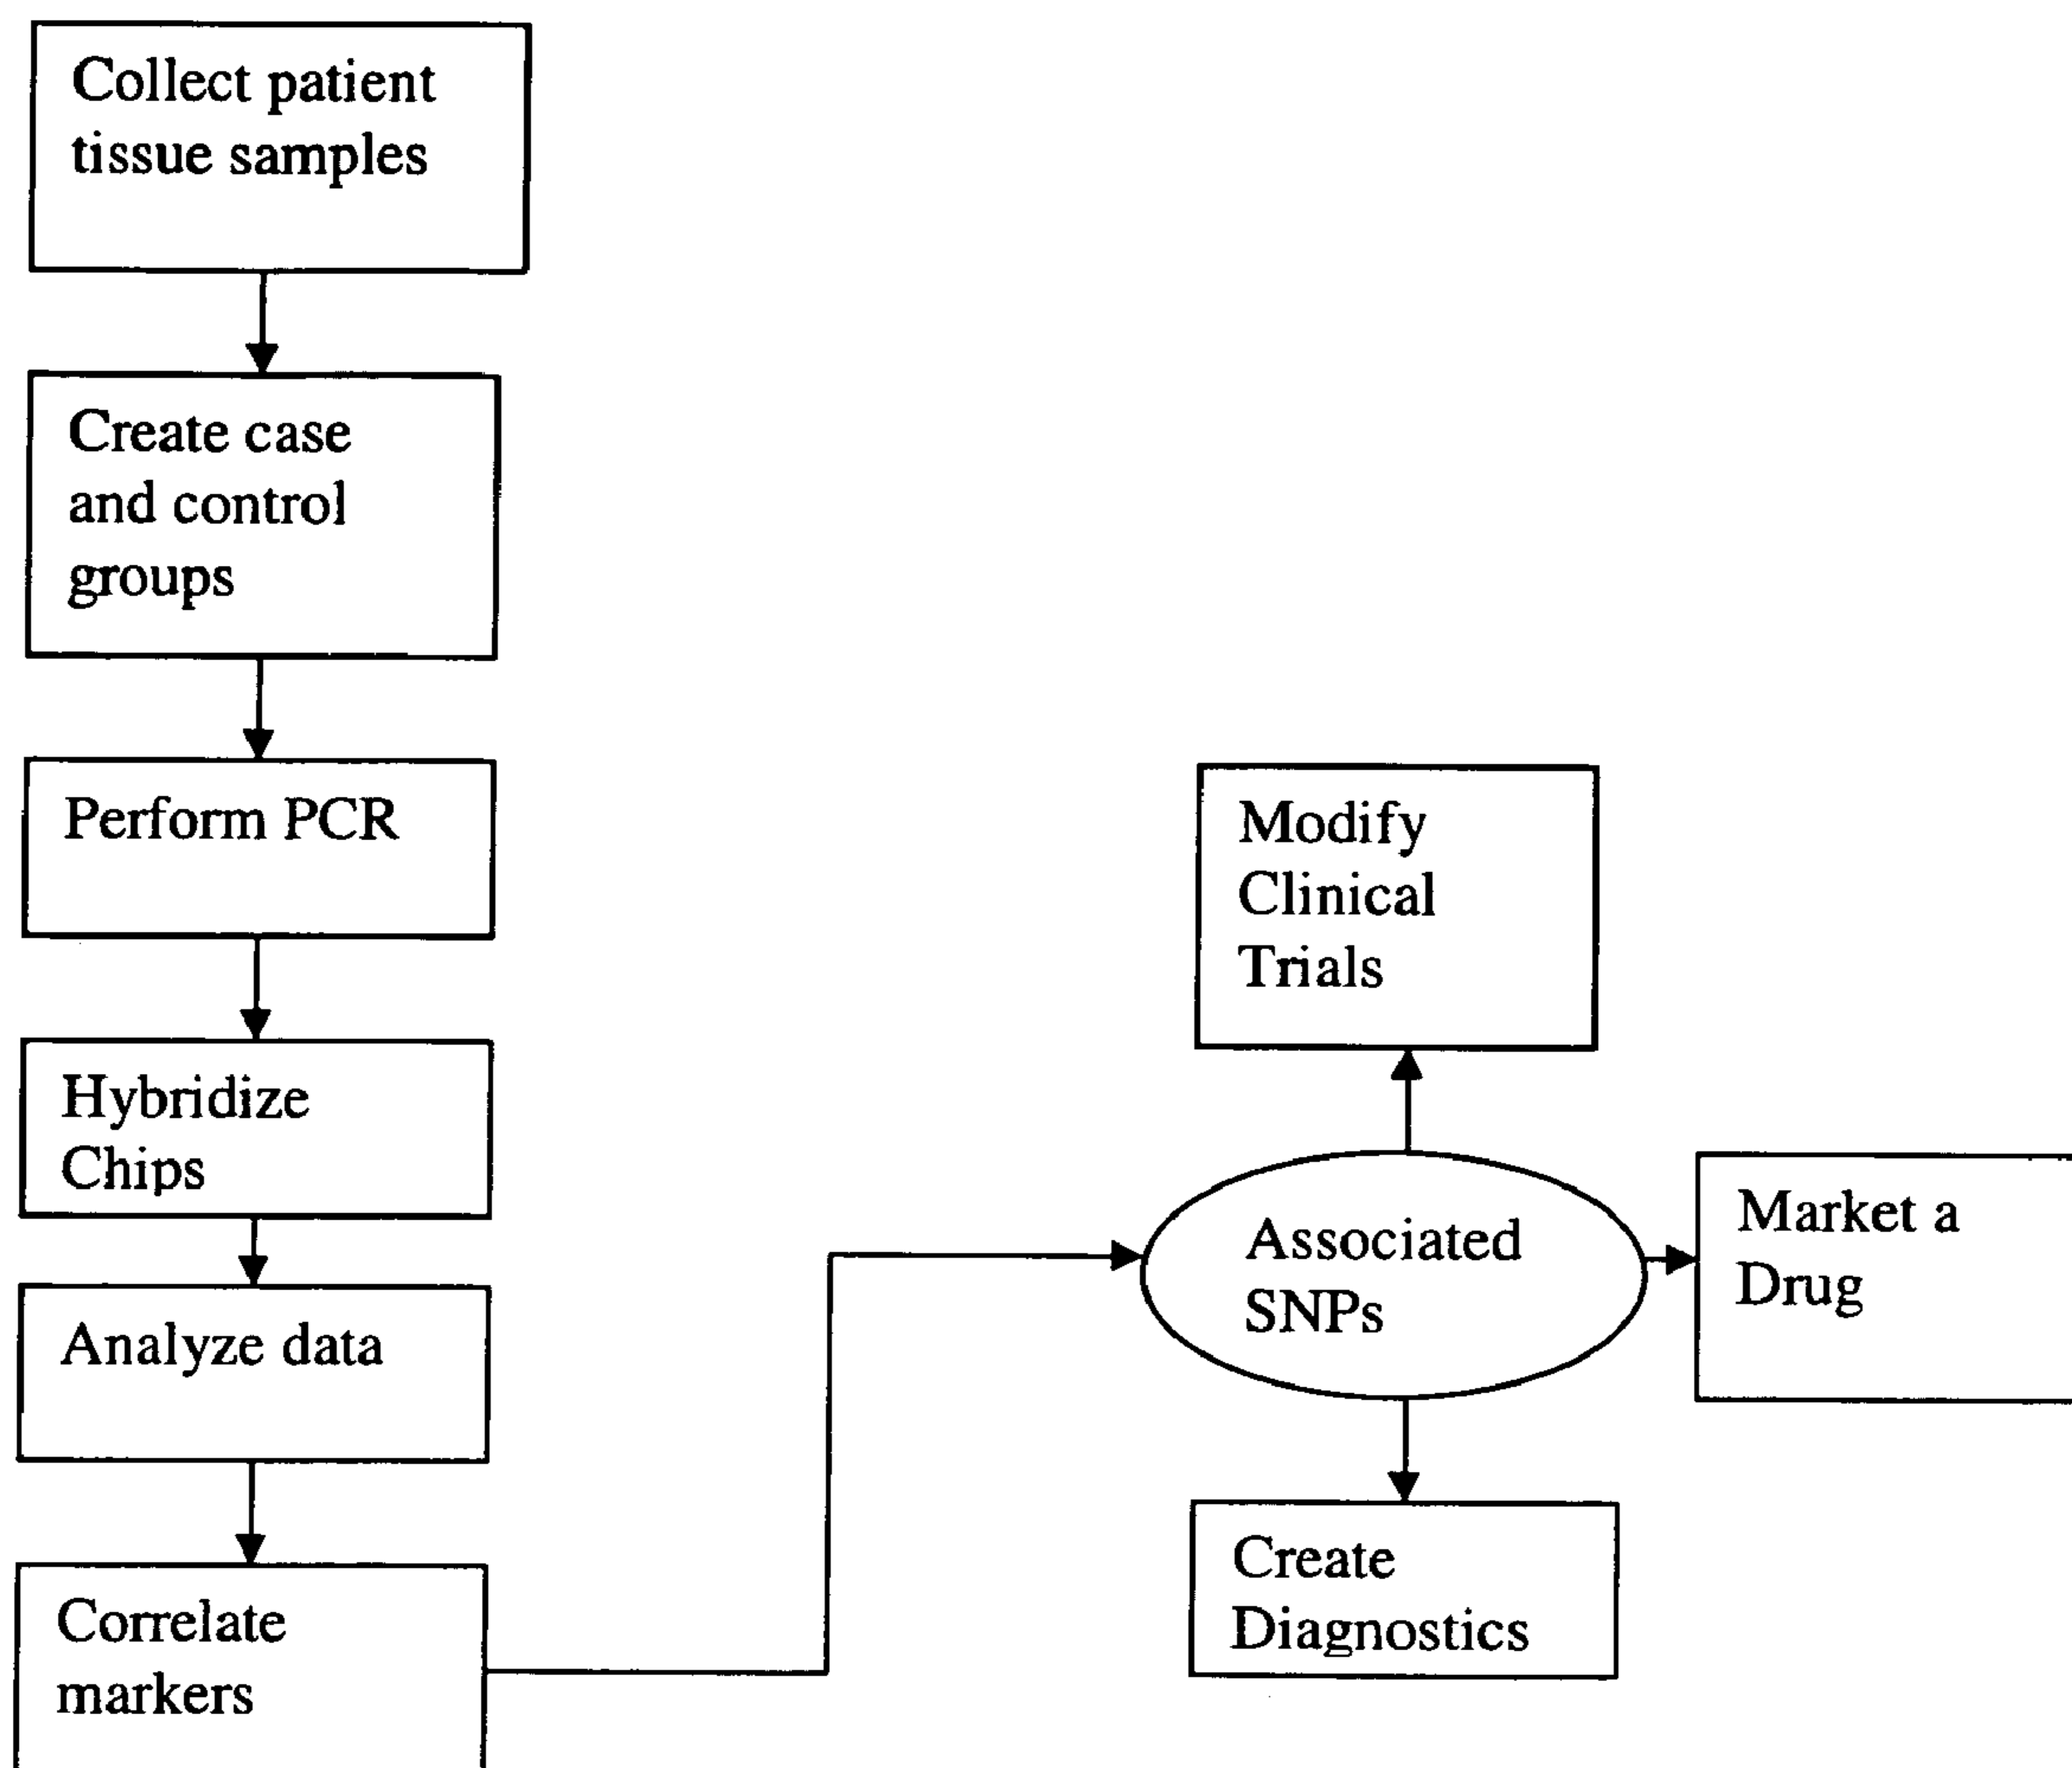 Collect patient
tissue samples
Create case
and control
groups
Perform PCR
Hybridize
Chips
Analyze data
Correlate
markers
Modify
Clinical
Trials
Associated
SNPs
Market a
Drug
Create
Diagnostics